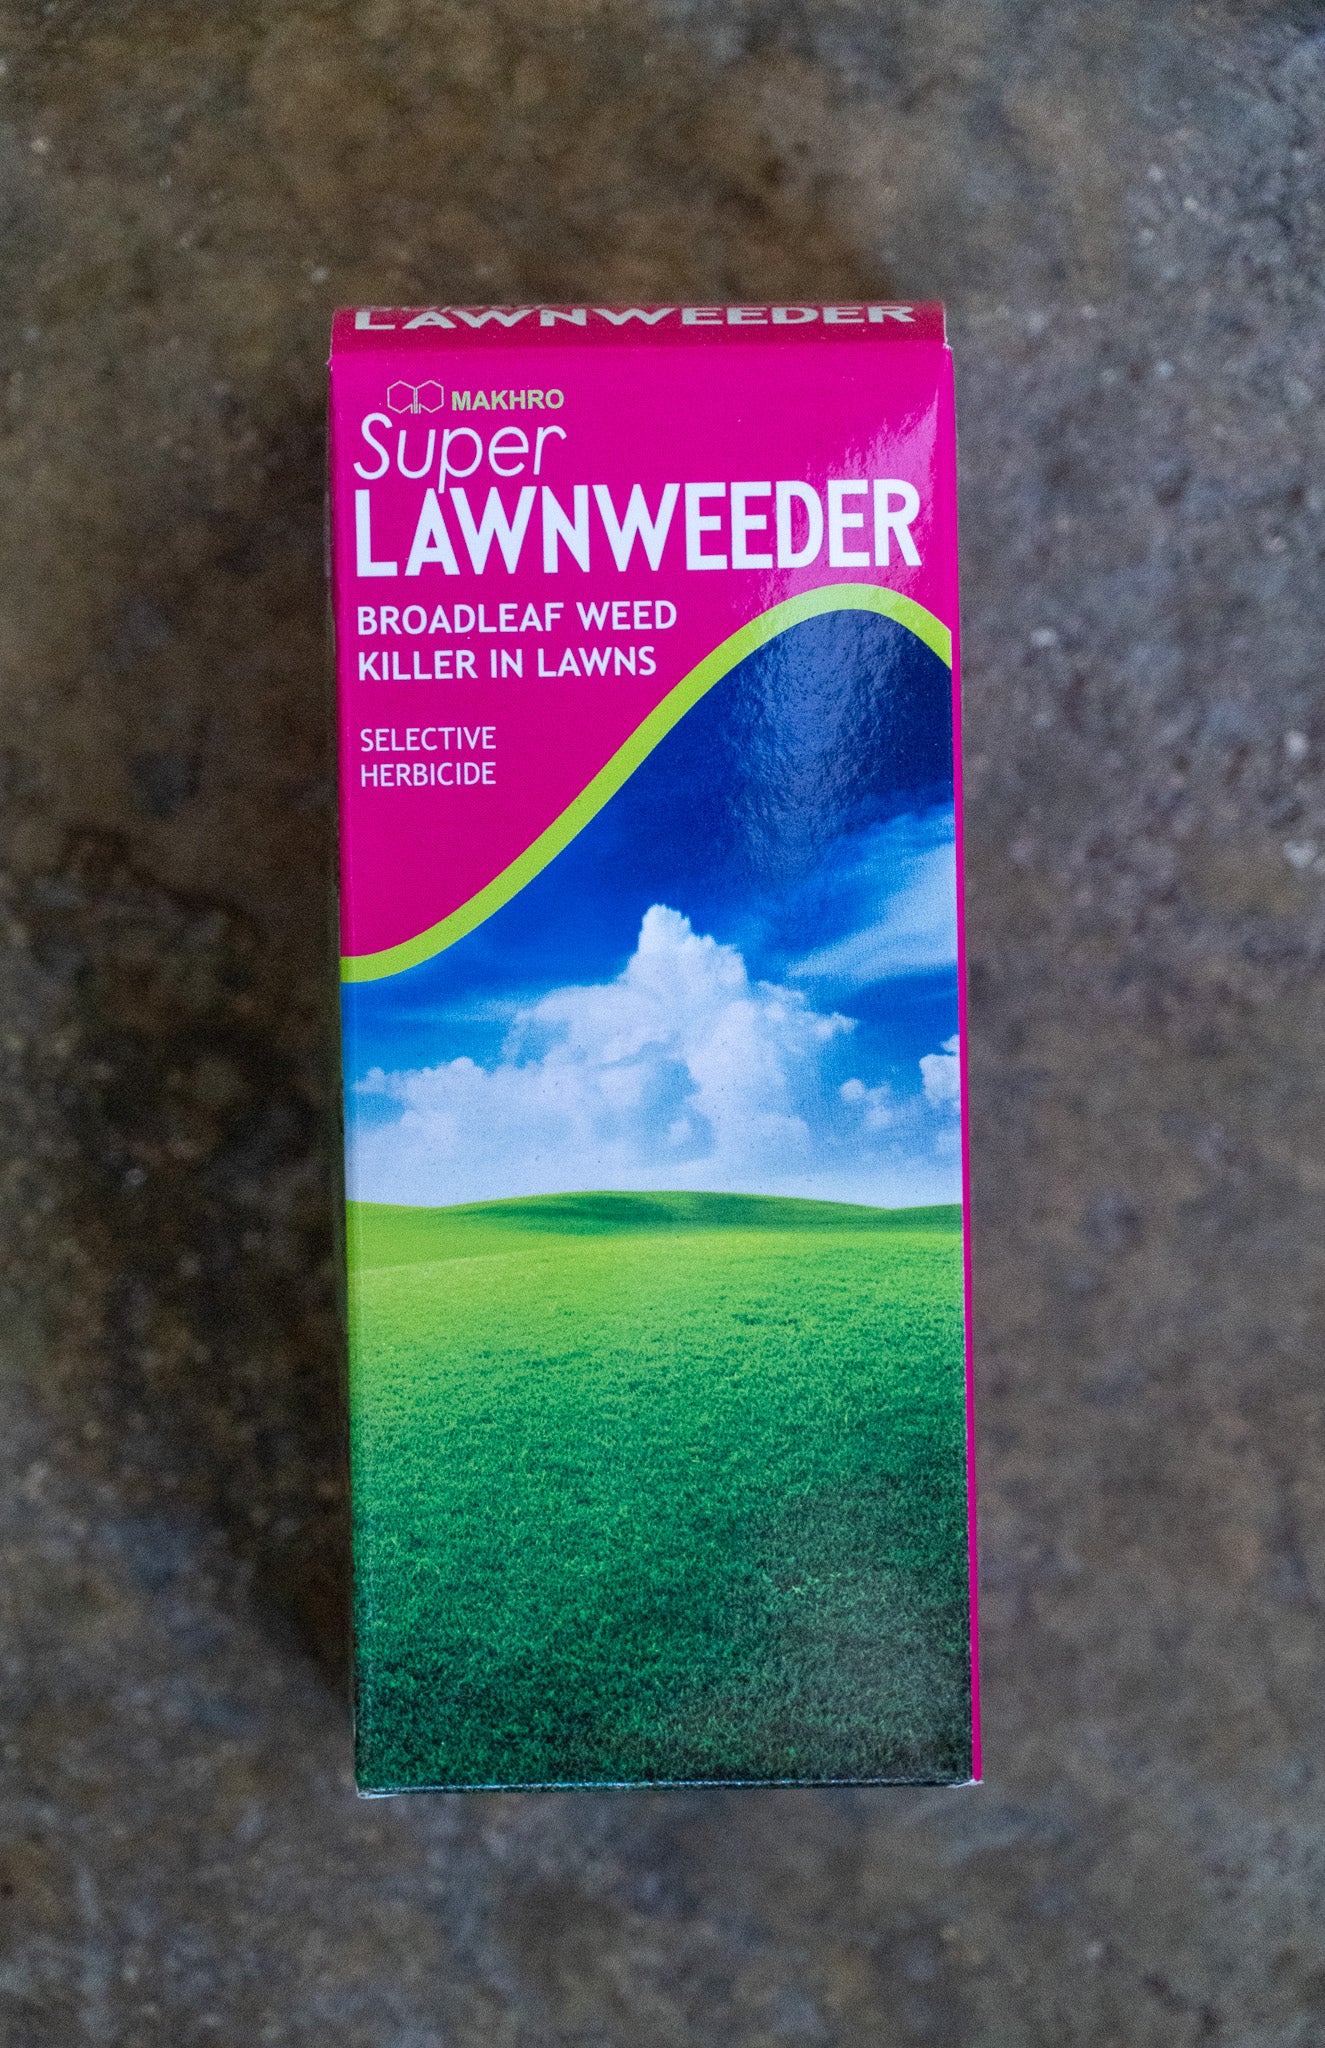 LAWNWEEDER
MAKHRO
Super
LAWNWEEDER
BROADLEAF WEED
KILLER IN LAWNS
SELECTIVE
HERBICIDE